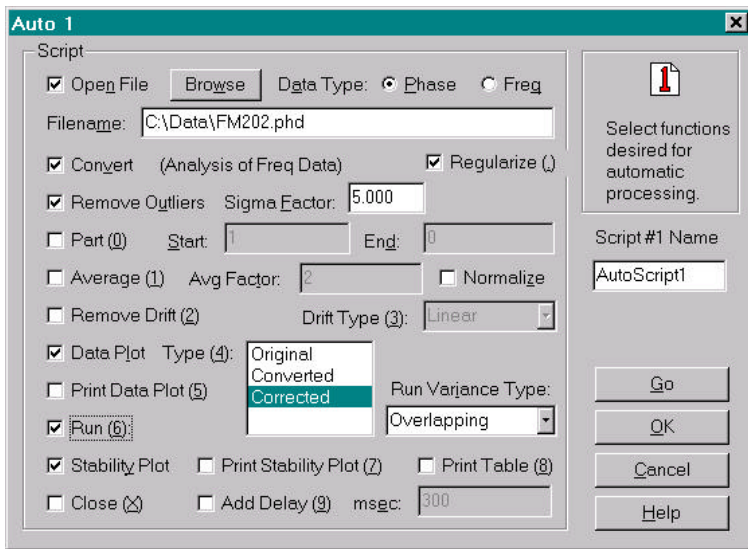 Auto 1
Script
Open File Browse Data Type: Phase Freq
Filename: C:\Data\FM202.phd
Convert (Analysis of Freq Data) Regularize (,)
Remove Outliers Sigma Factor: 5.000
Part (0) Start: 1 End: 0
Average (1) Avg Factor: 2 Normalize
Remove Drift (2) Drift Type (3): Linear
Data Plot Type (4): Original
Converted
Corrected
Print Data Plot (5) Run Variance Type:
Run (6): Overlapping
Stability Plot Print Stability Plot (7) Print Table (8)
Close (X) Add Delay (9) msec: 300
1
Select functions
desired for
automatic
processing.
Script #1 Name
AutoScript1
Go
OK
Cancel
Help